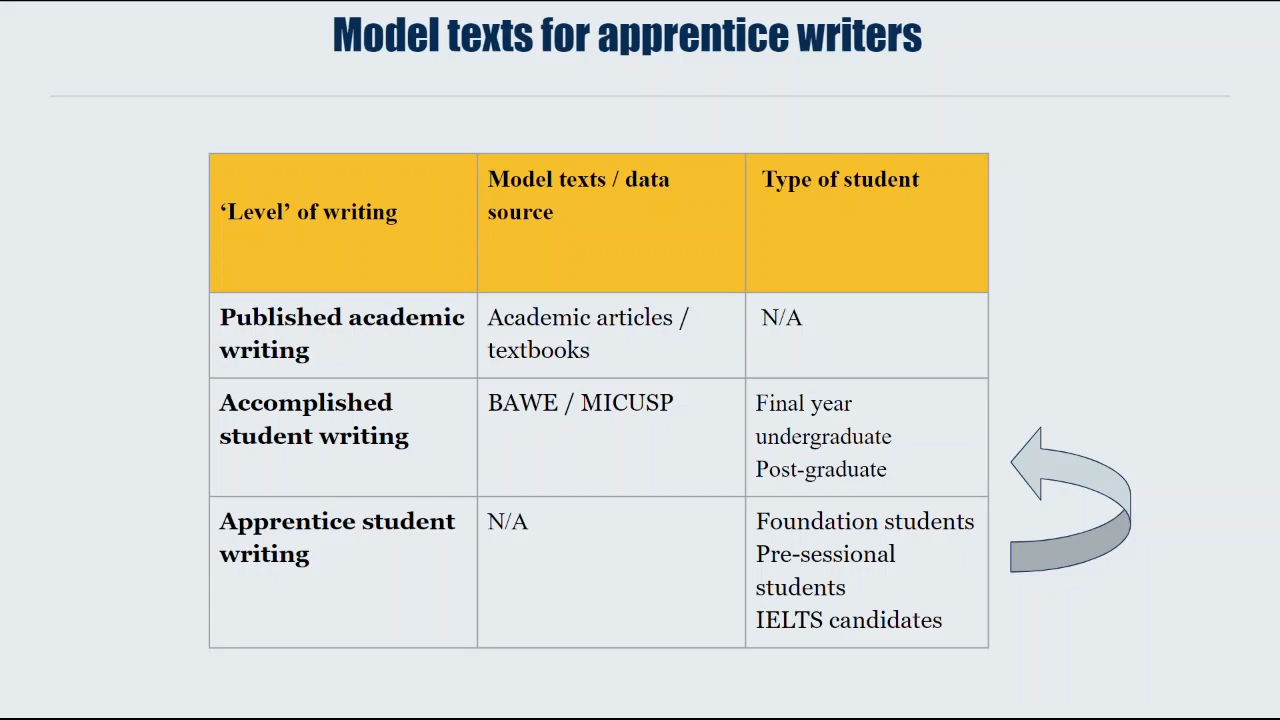 Model texts for apprentice writers
‘Level’ of writing
Model texts / data
source
Type of student
Published academic
writing
Academic articles /
textbooks
N/A
Accomplished
student writing
BAWE / MICUSP
Final year
undergraduate
Post-graduate
Apprentice student
writing
N/A
Foundation students
Pre-sessional
students
IELTS candidates